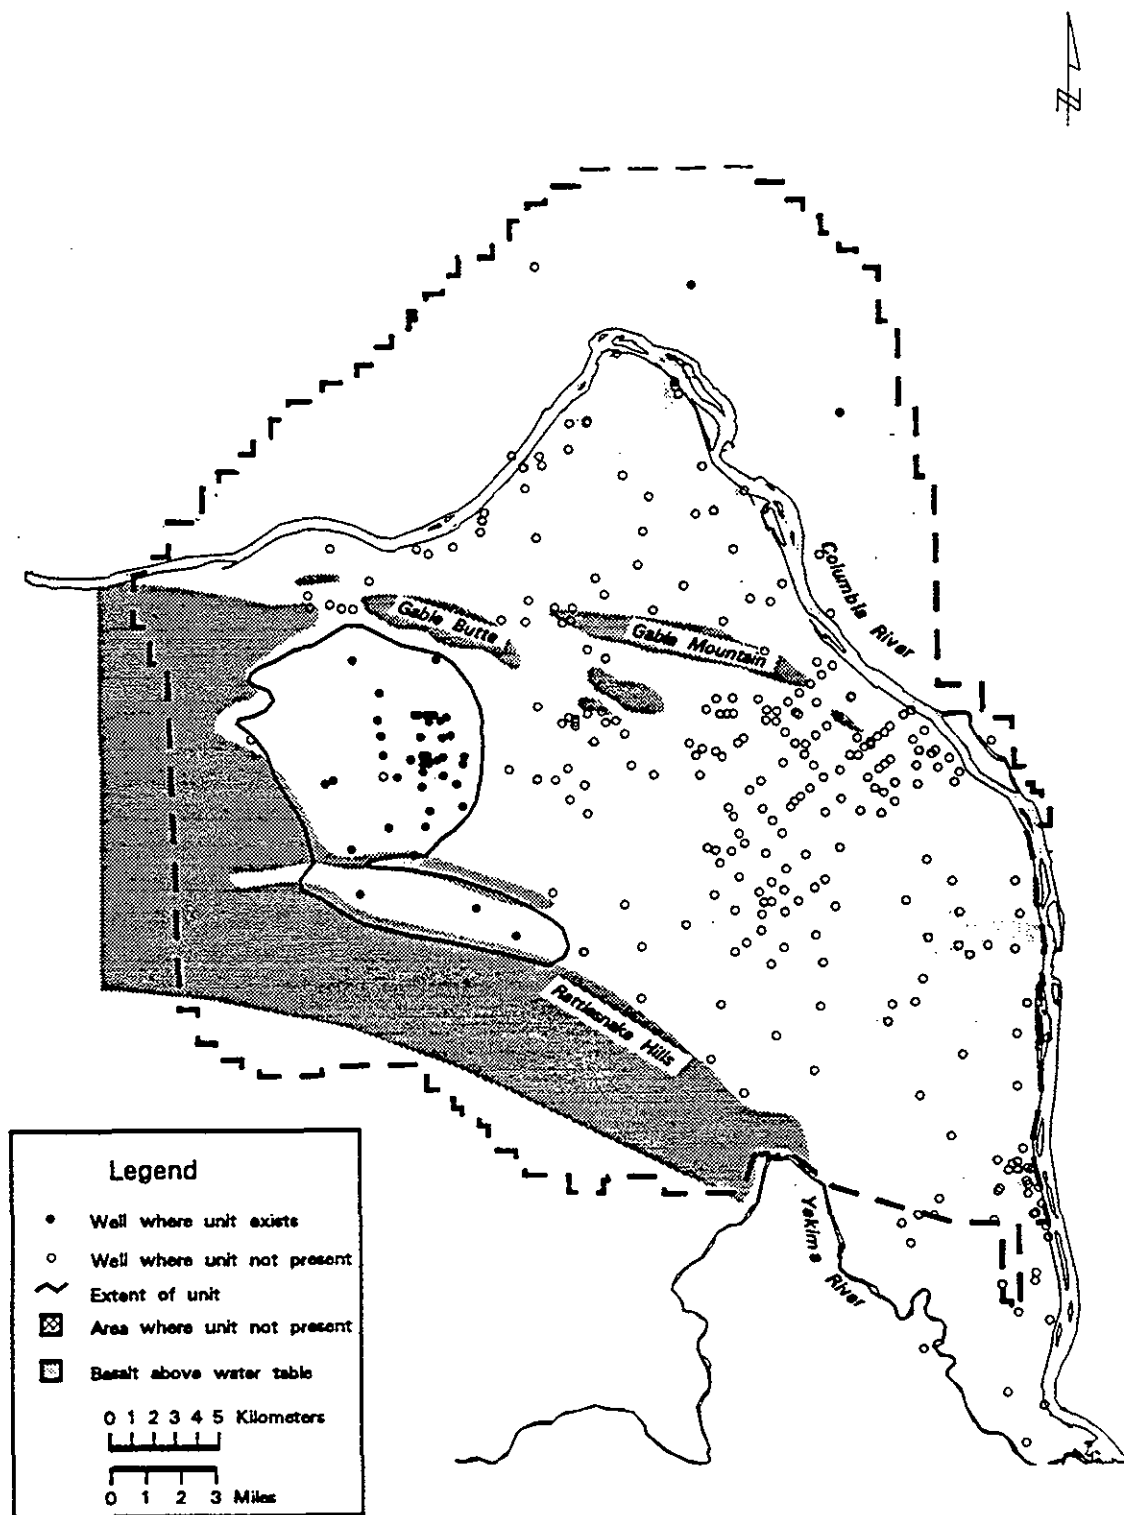 N
Columbia River
Gable Butte
Gable Mountain
Rattlesnake Hills
Yakima River
Legend
Well where unit exists
Well where unit not present
Extent of unit
Area where unit not present
Basalt above water table
0 1 2 3 4 5 Kilometers
0 1 2 3 Miles